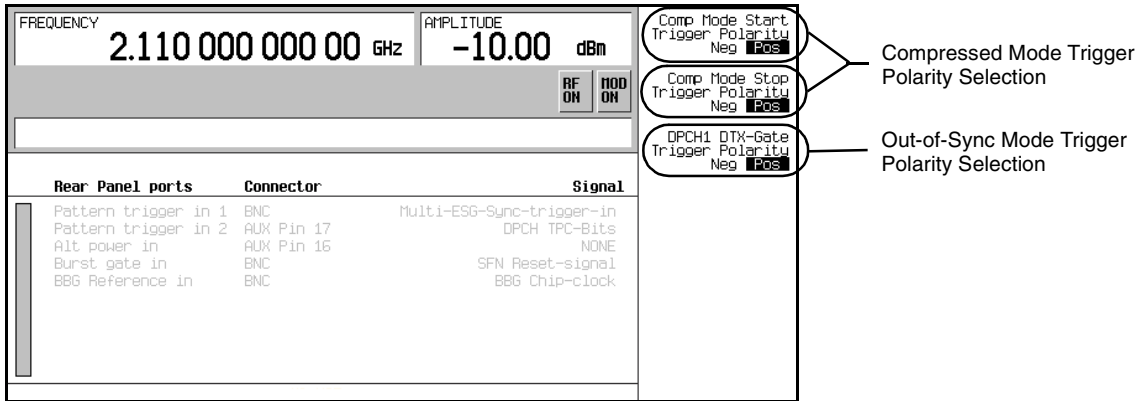 FREQUENCY
2.110 000 000 00 GHz
AMPLITUDE
-10.00 dBm
RF ON
MOD ON
Comp Mode Start
Trigger Polarity
Neg Pos
Comp Mode Stop
Trigger Polarity
Neg Pos
DPCH1 DTX-Gate
Trigger Polarity
Neg Pos
Compressed Mode Trigger
Polarity Selection
Out-of-Sync Mode Trigger
Polarity Selection
Rear Panel ports Connector Signal
Pattern trigger in 1 BNC Multi-ESG-Sync-trigger-in
Pattern trigger in 2 AUX Pin 17 DPCH TPC-Bits
Alt power in AUX Pin 16 NONE
Burst gate in BNC SFN Reset-signal
BBG Reference in BNC BBG Chip-clock